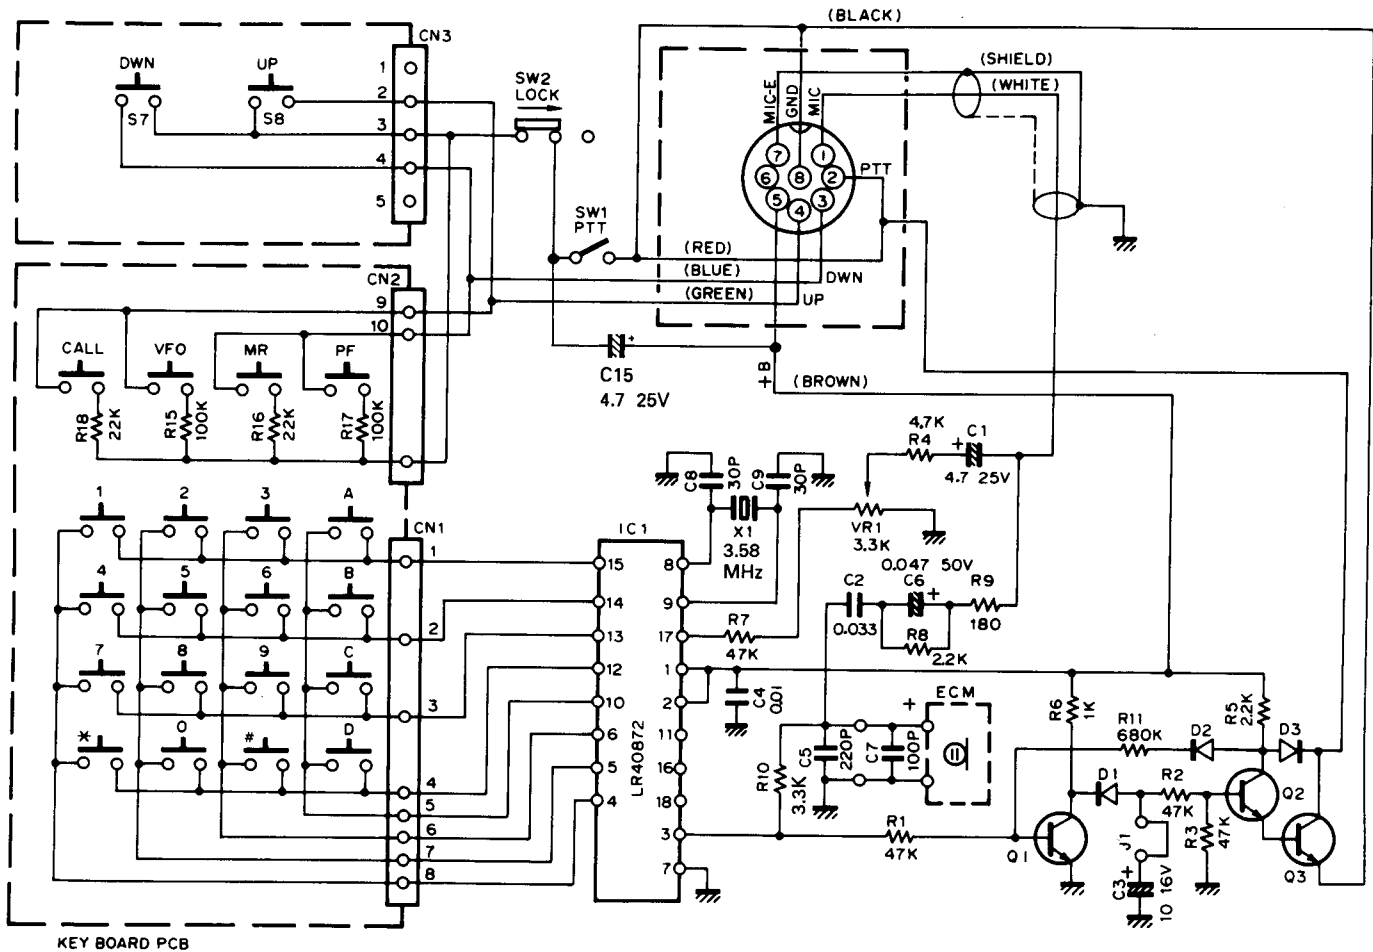 (BLACK)
CN3
DWN
UP
S7
S8
1
2
3
4
5
SW2
LOCK
(SHIELD)
(WHITE)
MIC-E
GND
MIC
7
1
6
8
2
PTT
5
4
3
SW1
PTT
(RED)
(BLUE)
DWN
(GREEN)
UP
CN2
9
10
CALL
VFO
MR
PF
R18
22K
R15
100K
R16
22K
R17
100K
C15
4.7 25V
+B
(BROWN)
4.7K
R4
+
C1
4.7 25V
C8
30P
C9
30P
X1
3.58
MHz
VR1
3.3K
1
2
3
A
CN1
1
4
5
6
B
2
7
8
9
C
3
*
0
#
D
4
5
6
7
8
IC1
LR40872
15
14
13
12
10
6
5
4
8
9
17
1
2
11
16
18
3
7
R7
47K
0.047 50V
C2
0.033
C6
+
R8
2.2K
R9
180
C4
0.01
ECM
+
R10
3.3K
C5
220P
C7
100P
R1
47K
R6
1K
R11
680K
D2
R5
2.2K
D3
D1
R2
47K
R3
47K
J1
C3
+
10 16V
Q1
Q2
Q3
KEY BOARD PCB